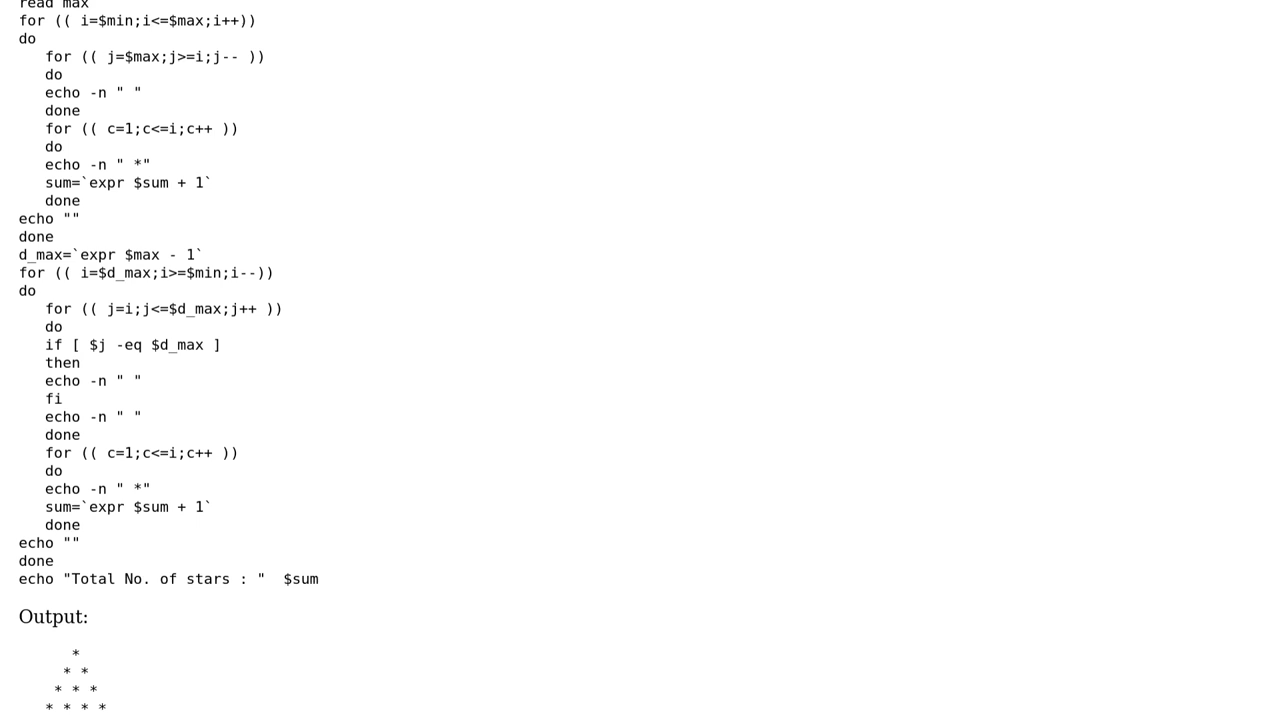 read max
for (( i=$min;i<=$max;i++))
do
   for (( j=$max;j>=i;j-- ))
   do
   echo -n " "
   done
   for (( c=1;c<=i;c++ ))
   do
   echo -n " *"
   sum=`expr $sum + 1`
   done
echo ""
done
d_max=`expr $max - 1`
for (( i=$d_max;i>=$min;i--))
do
   for (( j=i;j<=$d_max;j++ ))
   do
   if [ $j -eq $d_max ]
   then
   echo -n " "
   fi
   echo -n " "
   done
   for (( c=1;c<=i;c++ ))
   do
   echo -n " *"
   sum=`expr $sum + 1`
   done
echo ""
done
echo "Total No. of stars : "  $sum
Output:
      *
     * *
    * * *
   * * * *